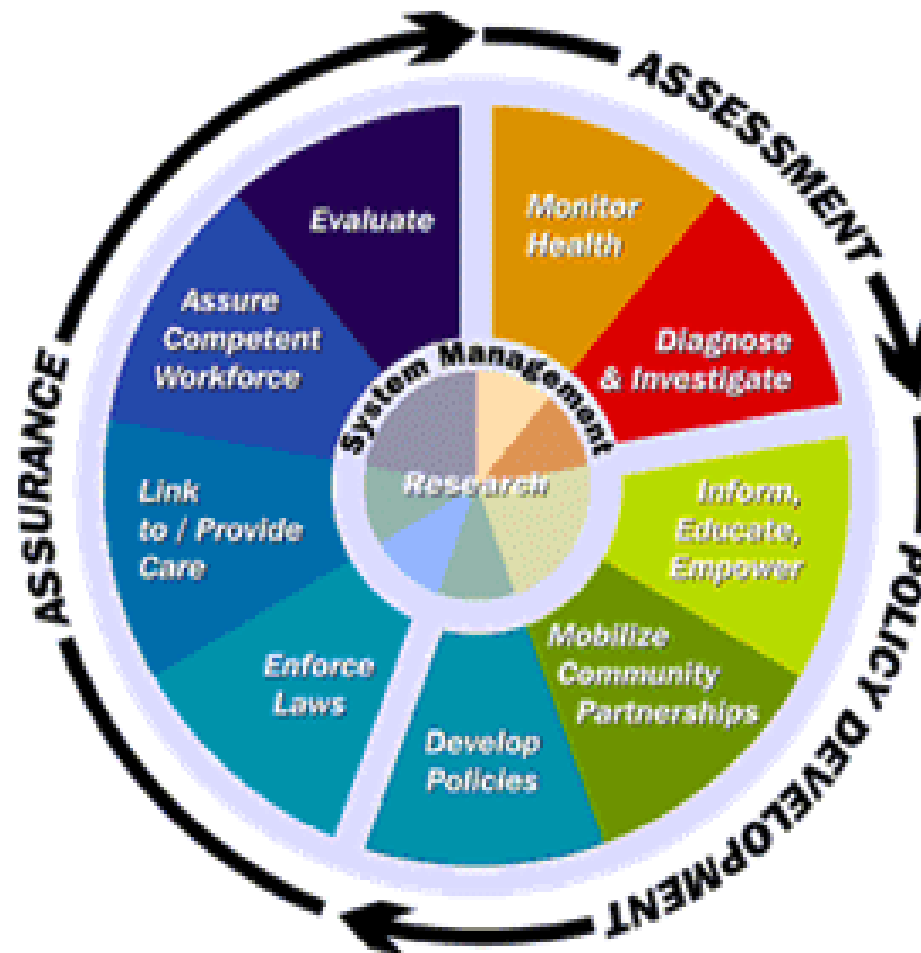 ASSESSMENT
Monitor
Health
Diagnose
& Investigate
POLICY DEVELOPMENT
Inform,
Educate,
Empower
Mobilize
Community
Partnerships
Develop
Policies
ASSURANCE
Enforce
Laws
Link
to / Provide
Care
Assure
Competent
Workforce
Evaluate
System Management
Research